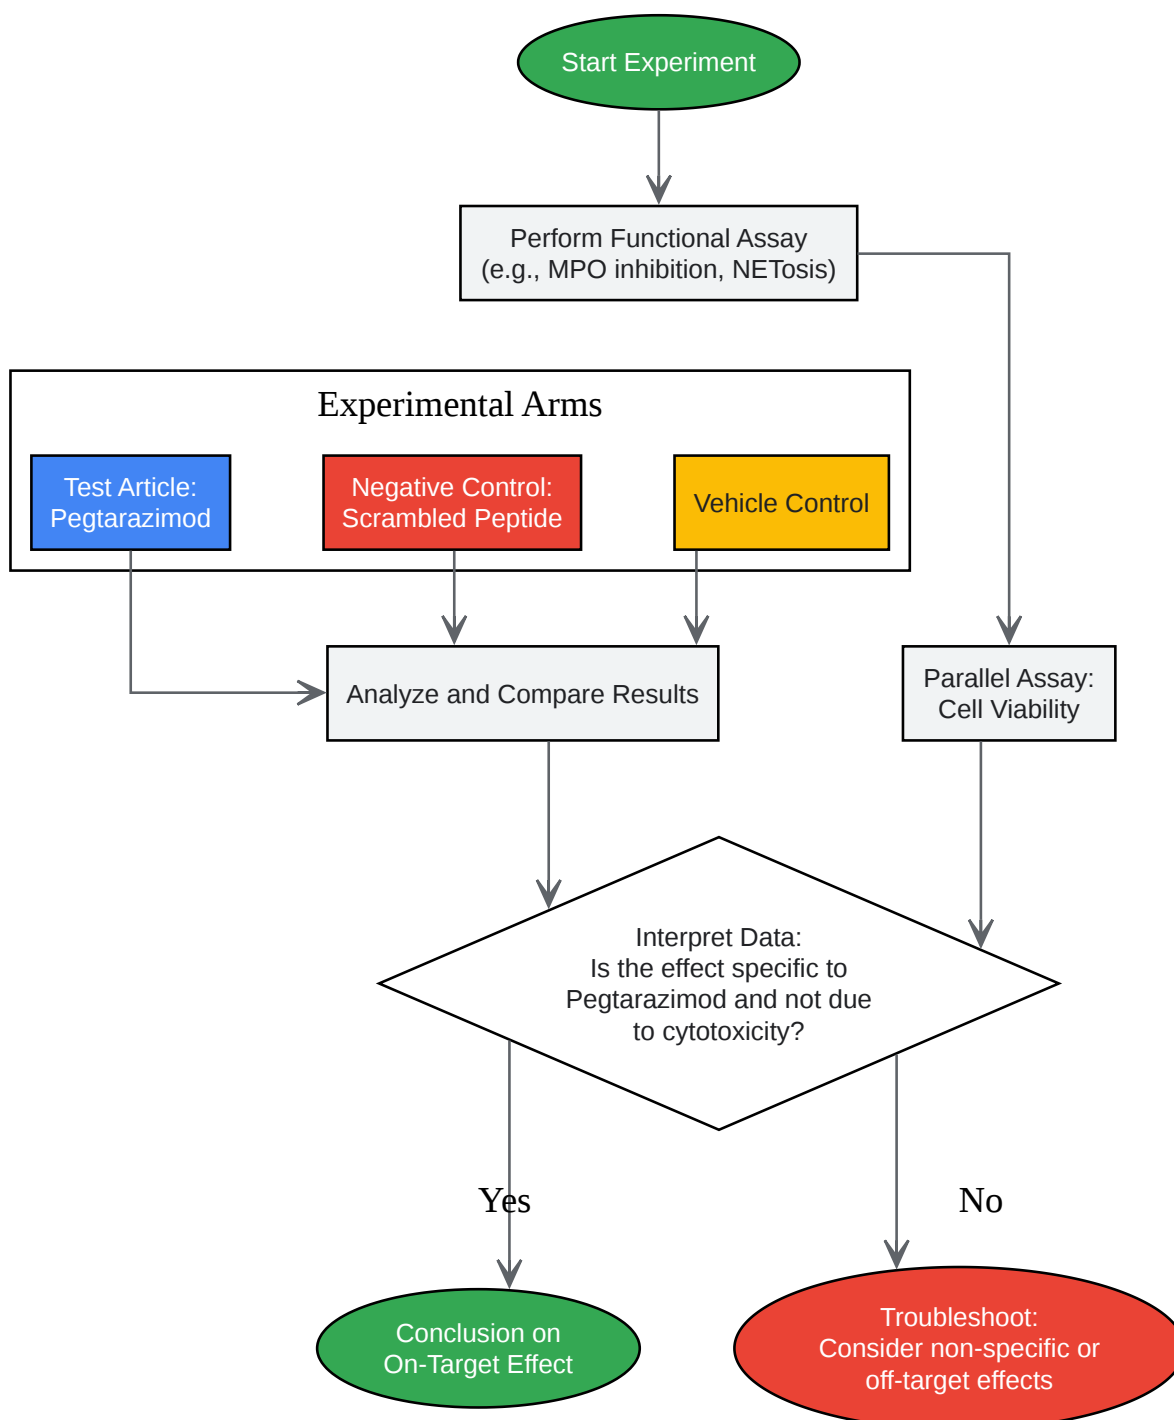 Start Experiment
Perform Functional Assay
(e.g., MPO inhibition, NETosis)
Experimental Arms
Test Article:
Pegtarazimod
Negative Control:
Scrambled Peptide
Vehicle Control
Analyze and Compare Results
Parallel Assay:
Cell Viability
Interpret Data:
Is the effect specific to
Pegtarazimod and not due
to cytotoxicity?
Yes
No
Conclusion on
On-Target Effect
Troubleshoot:
Consider non-specific or
off-target effects